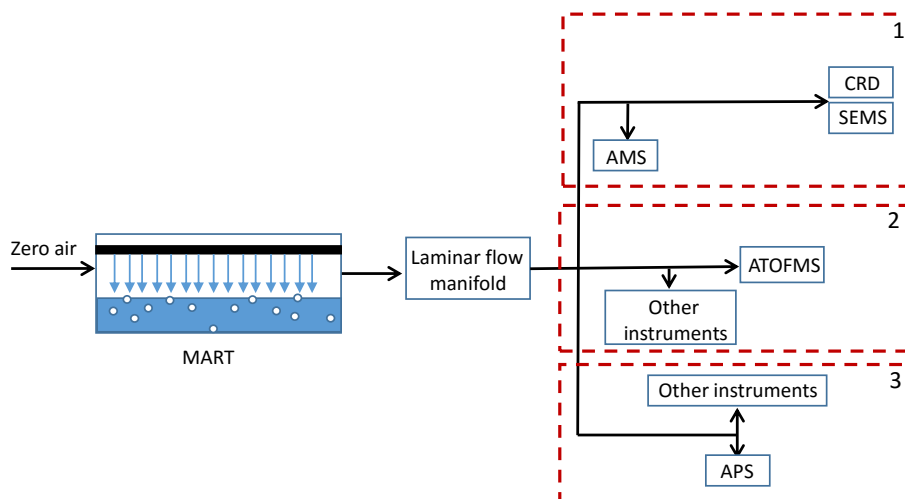 1
CRD
SEMS
AMS
2
Zero air
Laminar flow
manifold
ATOFMS
Other
instruments
MART
3
Other instruments
APS